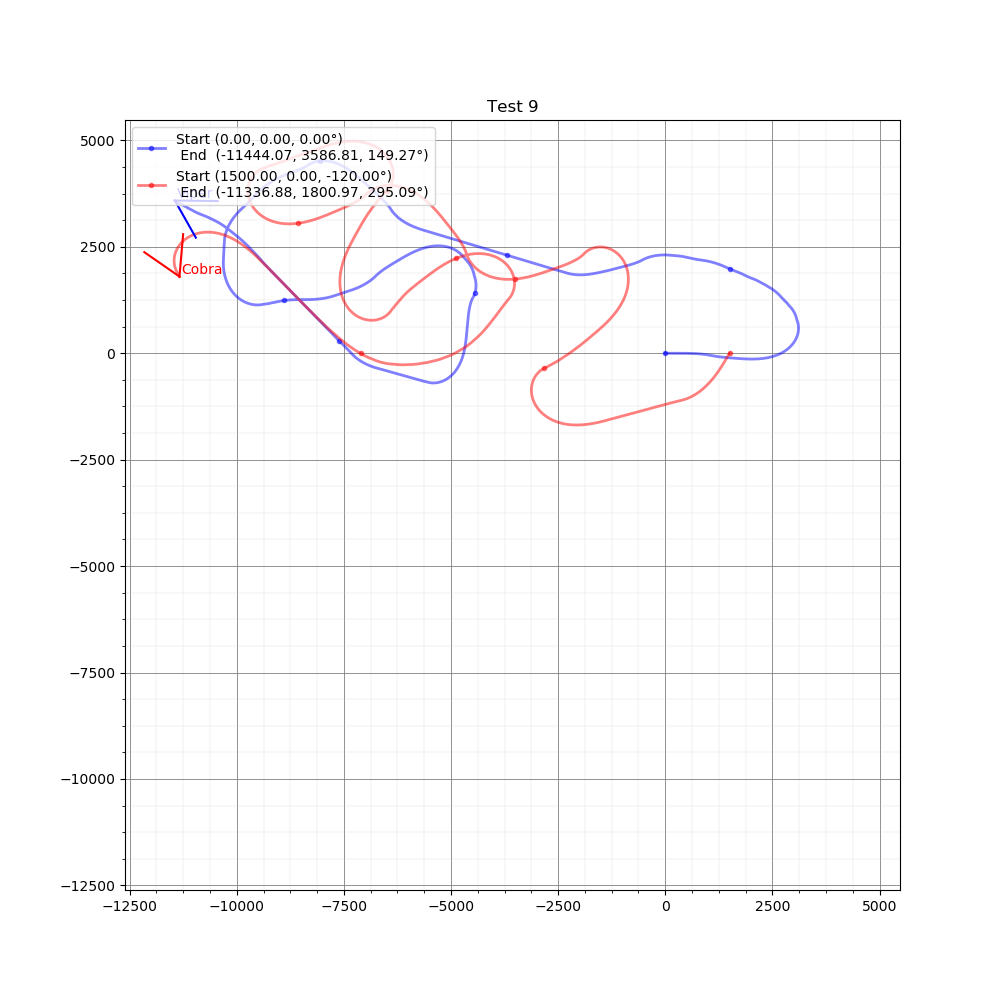 Test 9
Start (0.00, 0.00, 0.00°)
End (-11444.07, 3586.81, 149.27°)
Start (1500.00, 0.00, -120.00°)
End (-11336.88, 1800.97, 295.09°)
Cobra
5000
2500
0
−2500
−5000
−7500
−10000
−12500
−12500 −10000 −7500 −5000 −2500 0 2500 5000